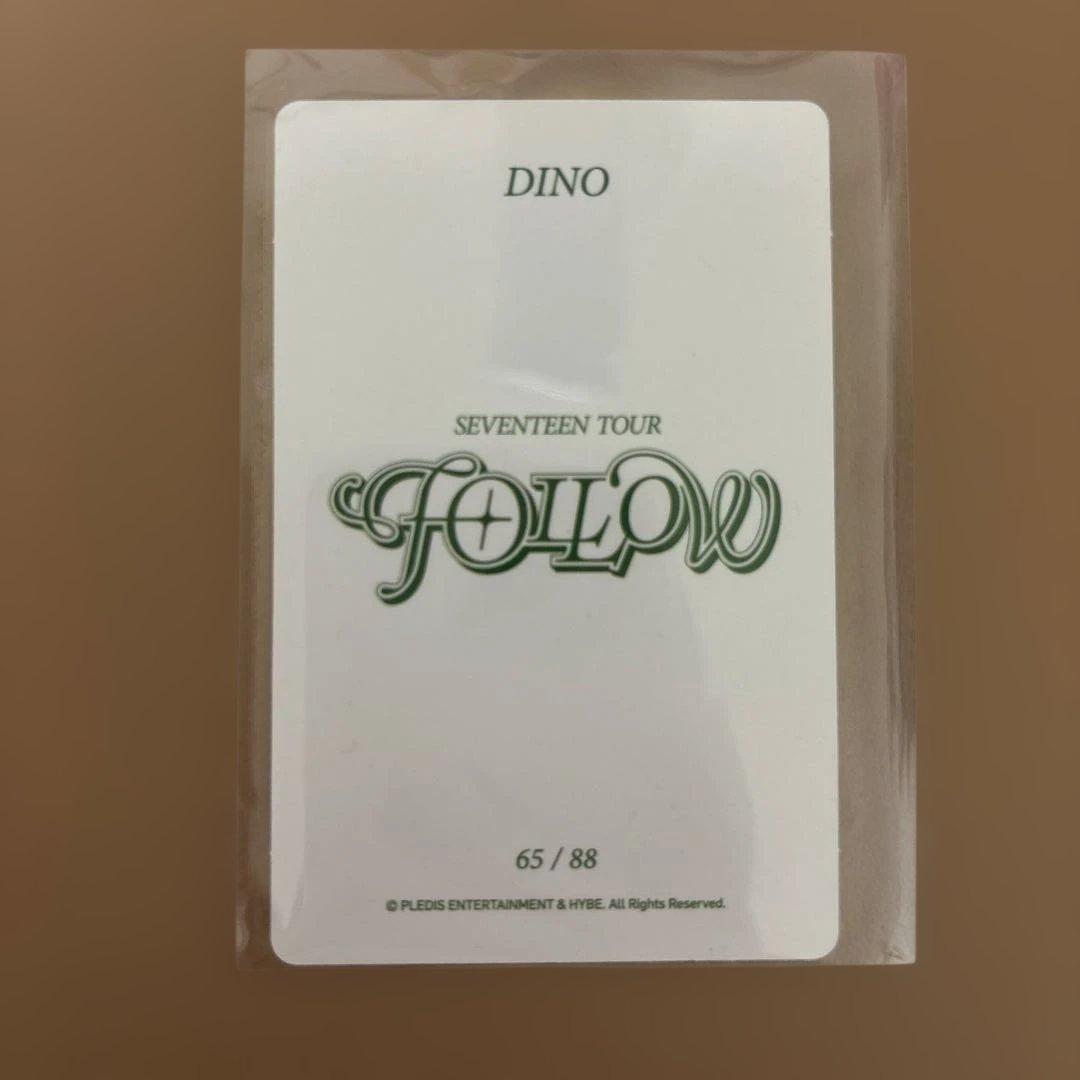 DINO
SEVENTEEN TOUR
FOLLOW
65 / 88
© PLEDIS ENTERTAINMENT & HYBE. All Rights Reserved.